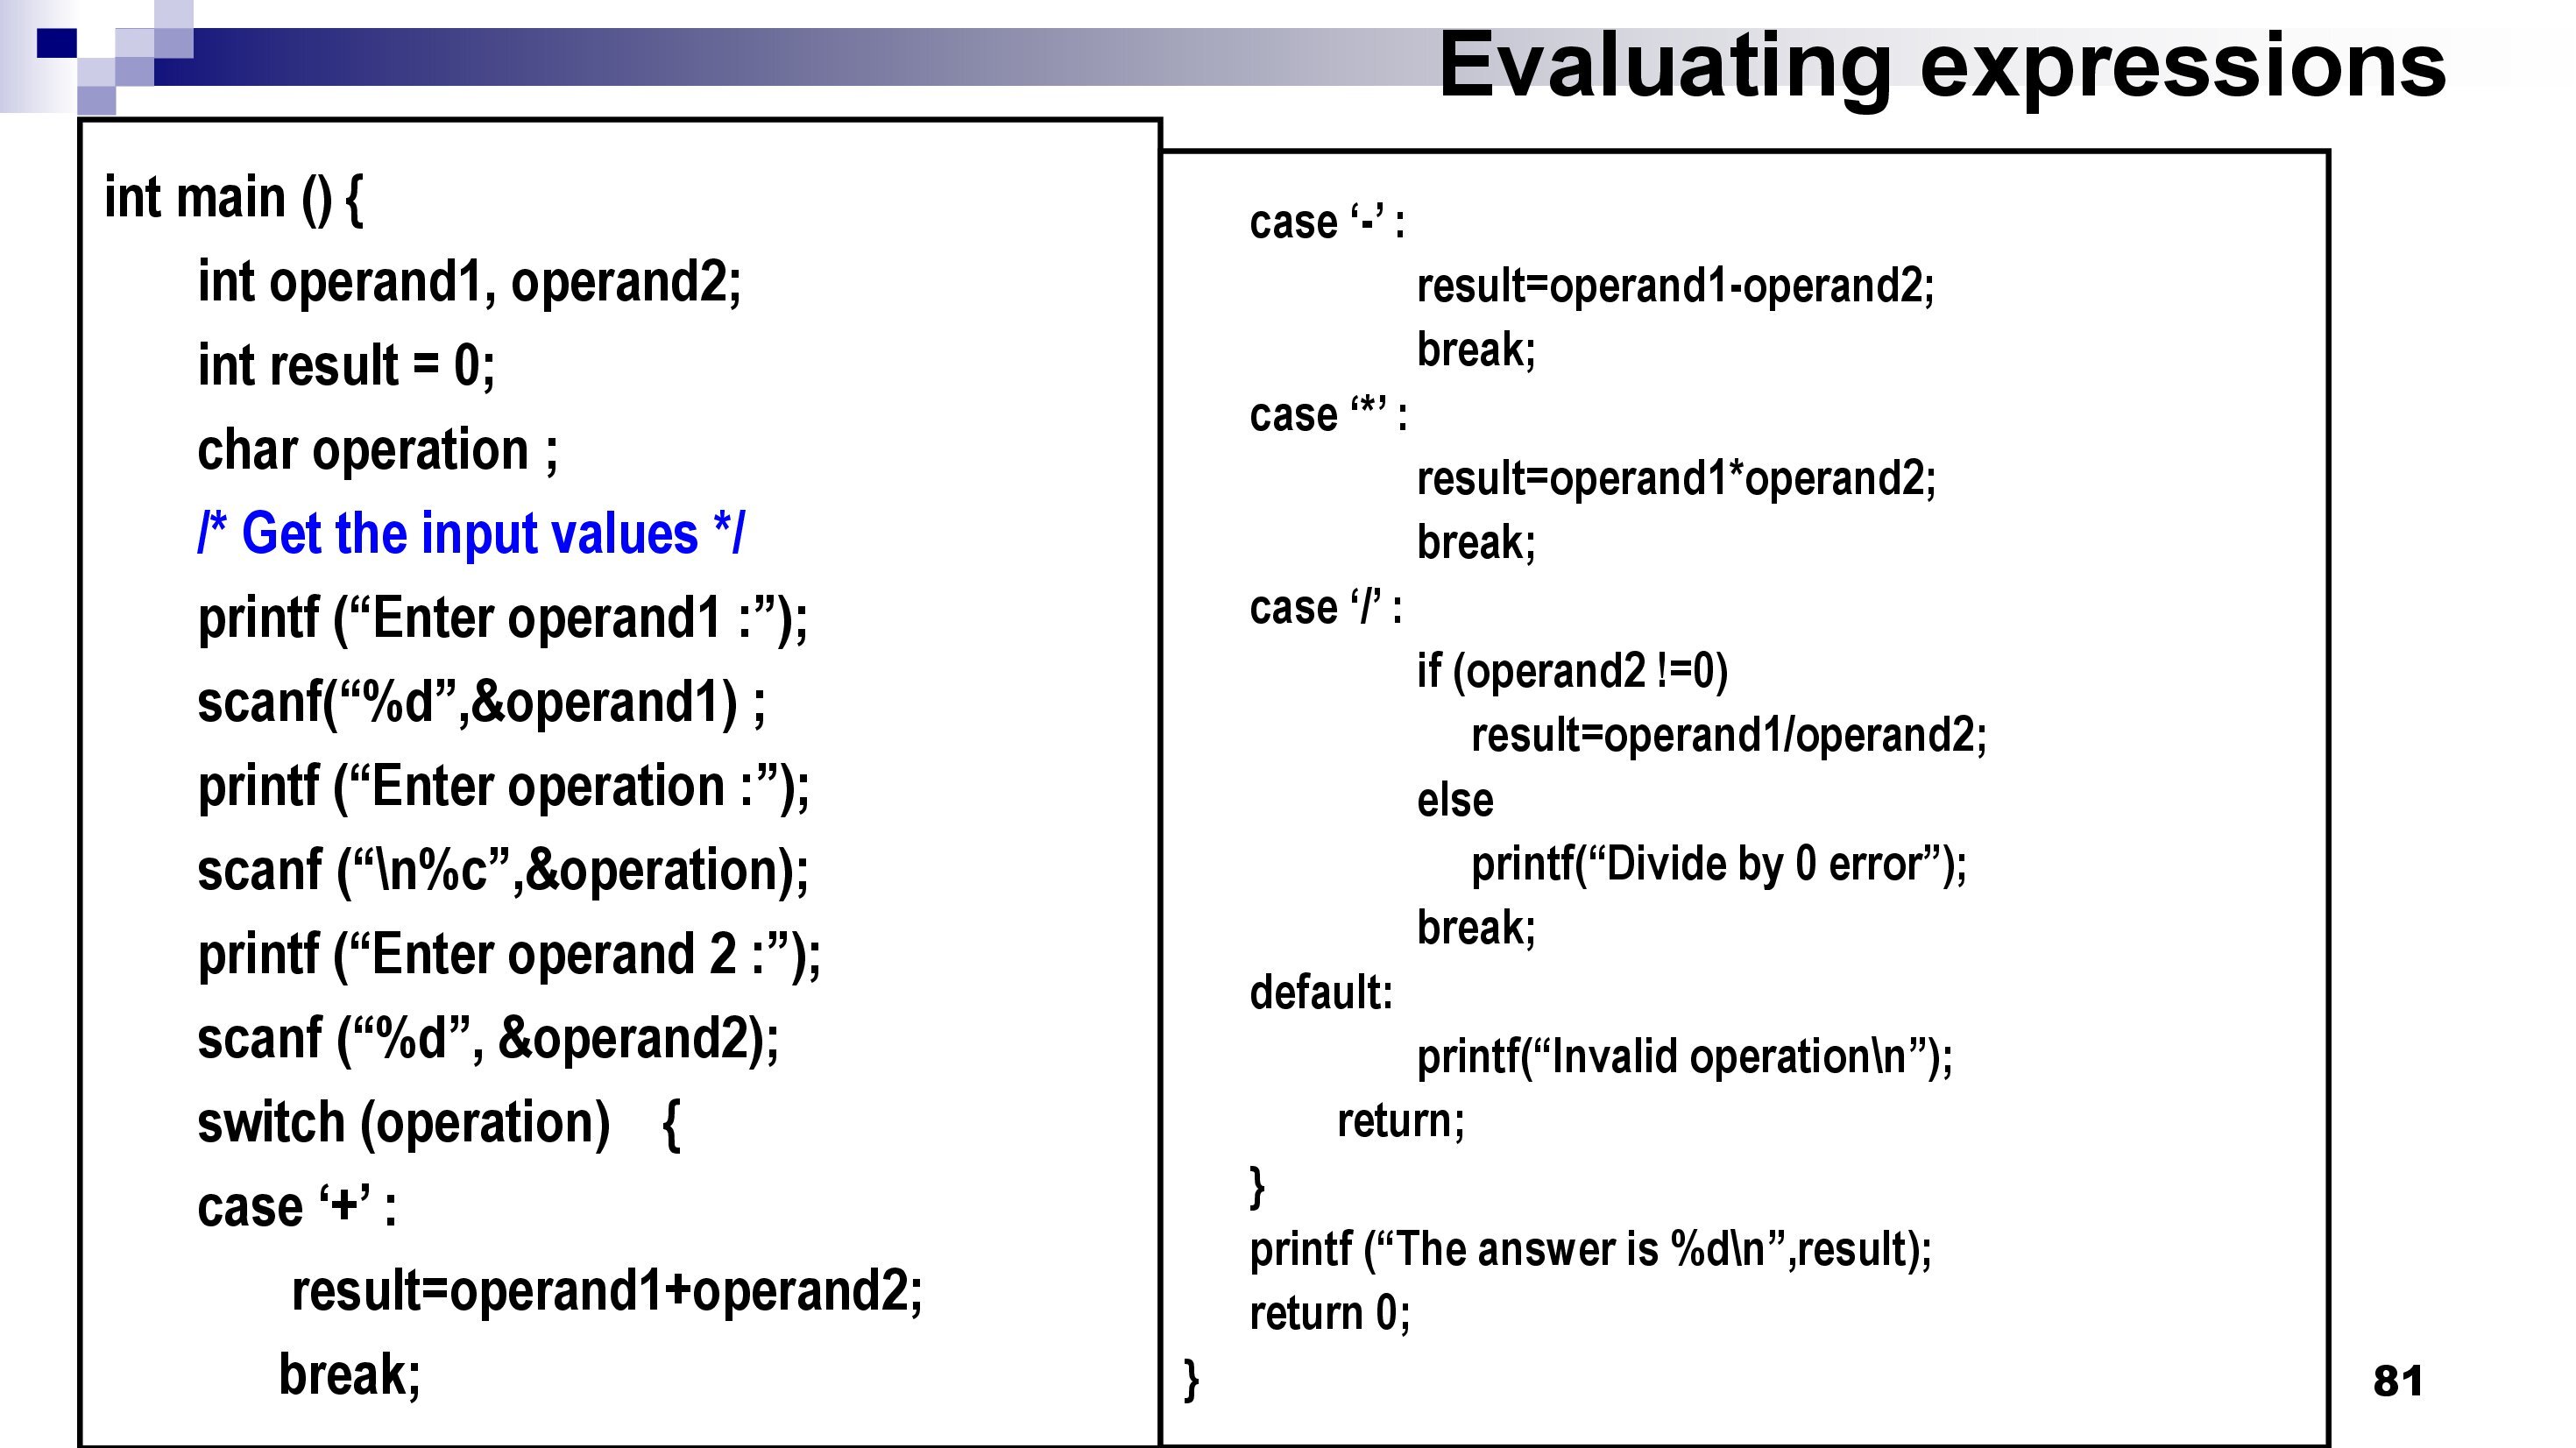 Evaluating expressions
int main () {
int operand1, operand2;
int result = 0;
char operation ;
/* Get the input values */
printf (“Enter operand1 :”);
scanf(“%d”,&operand1) ;
printf (“Enter operation :”);
scanf (“\n%c”,&operation);
printf (“Enter operand 2 :”);
scanf (“%d”, &operand2);
switch (operation) {
case ‘+’ :
result=operand1+operand2;
break;
case ‘-’ :
result=operand1-operand2;
break;
case ‘*’ :
result=operand1*operand2;
break;
case ‘/’ :
if (operand2 !=0)
result=operand1/operand2;
else
printf(“Divide by 0 error”);
break;
default:
printf(“Invalid operation\n”);
return;
}
printf (“The answer is %d\n”,result);
return 0;
}
81